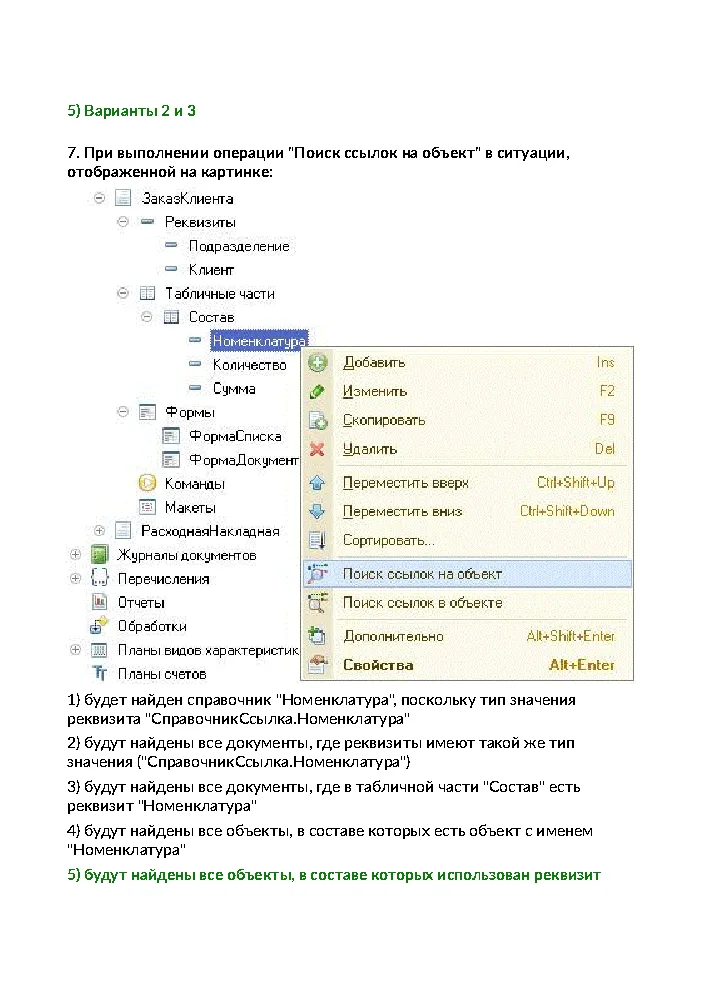 5) Варианты 2 и 3
7. При выполнении операции "Поиск ссылок на объект" в ситуации,
отображенной на картинке:
ЗаказКлиента
Реквизиты
Подразделение
Клиент
Табличные части
Состав
Номенклатура
Количество
Сумма
Формы
ФормаСписка
ФормаДокумент
Команды
Макеты
РасходнаяНакладная
Журналы документов
Перечисления
Отчеты
Обработки
Планы видов характеристик
Планы счетов
Добавить Ins
Изменить F2
Скопировать F9
Удалить Del
Переместить вверх Ctrl+Shift+Up
Переместить вниз Ctrl+Shift+Down
Сортировать...
Поиск ссылок на объект
Поиск ссылок в объекте
Дополнительно Alt+Shift+Enter
Свойства Alt+Enter
1) будет найден справочник "Номенклатура", поскольку тип значения
реквизита "СправочникСсылка.Номенклатура"
2) будут найдены все документы, где реквизиты имеют такой же тип
значения ("СправочникСсылка.Номенклатура")
3) будут найдены все документы, где в табличной части "Состав" есть
реквизит "Номенклатура"
4) будут найдены все объекты, в составе которых есть объект с именем
"Номенклатура"
5) будут найдены все объекты, в составе которых использован реквизит